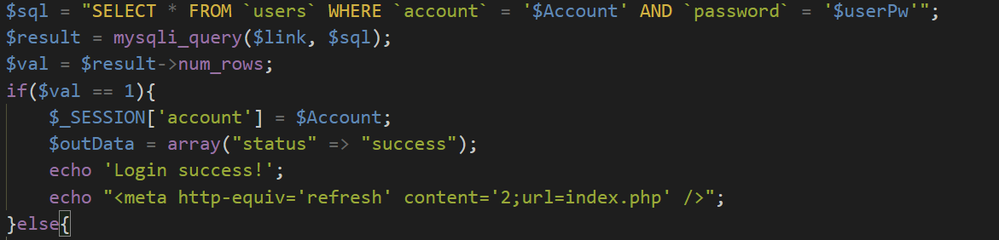 $sql = "SELECT * FROM `users` WHERE `account` = '$Account' AND `password` = '$userPw'";
$result = mysqli_query($link, $sql);
$val = $result->num_rows;
if($val == 1){
    $_SESSION['account'] = $Account;
    $outData = array("status" => "success");
    echo 'Login success!';
    echo "<meta http-equiv='refresh' content='2;url=index.php' />";
}else{